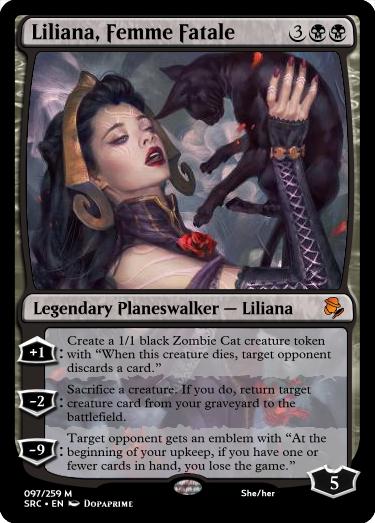 Liliana, Femme Fatale 3
Legendary Planeswalker — Liliana
+1 : Create a 1/1 black Zombie Cat creature token
with “When this creature dies, target opponent
discards a card.”
-2 : Sacrifice a creature. If you do, return target
creature card from your graveyard to the
battlefield.
-9 : Target opponent gets an emblem with “At the
beginning of your upkeep, if you have one or
fewer cards in hand, you lose the game.”
5
097/259 M She/her
SRC • EN DOPAPRIME